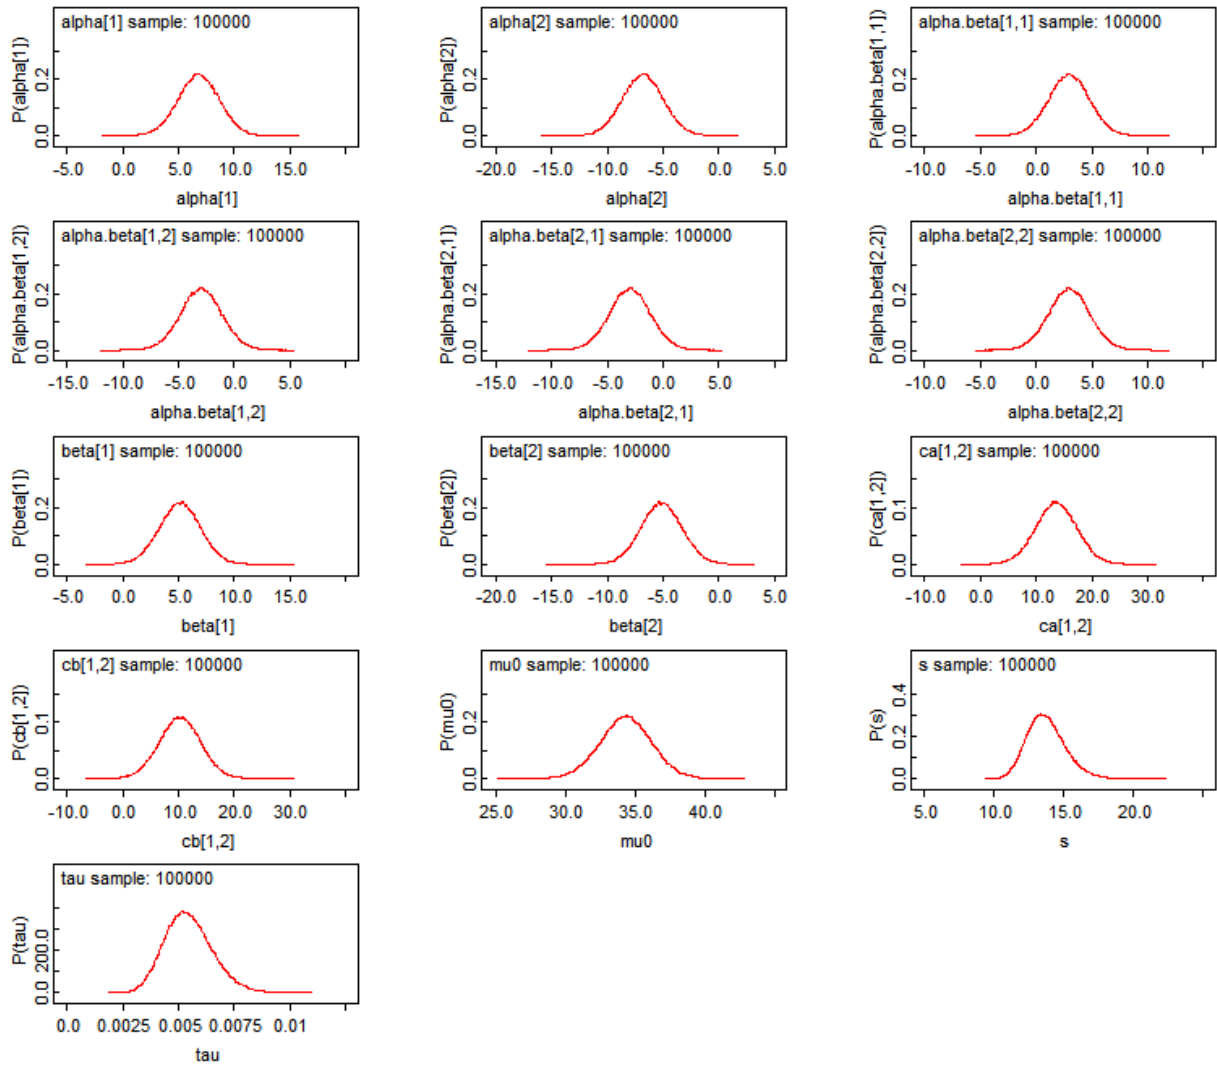 alpha[1] sample: 100000
P(alpha[1])
0.0 0.2
-5.0 0.0 5.0 10.0 15.0
alpha[1]
alpha[2] sample: 100000
P(alpha[2])
0.0 0.2
-20.0 -15.0 -10.0 -5.0 0.0 5.0
alpha[2]
alpha.beta[1,1] sample: 100000
P(alpha.beta[1,1])
0.0 0.2
-10.0 -5.0 0.0 5.0 10.0
alpha.beta[1,1]
alpha.beta[1,2] sample: 100000
P(alpha.beta[1,2])
0.0 0.2
-15.0 -10.0 -5.0 0.0 5.0
alpha.beta[1,2]
alpha.beta[2,1] sample: 100000
P(alpha.beta[2,1])
0.0 0.2
-15.0 -10.0 -5.0 0.0 5.0
alpha.beta[2,1]
alpha.beta[2,2] sample: 100000
P(alpha.beta[2,2])
0.0 0.2
-10.0 -5.0 0.0 5.0 10.0
alpha.beta[2,2]
beta[1] sample: 100000
P(beta[1])
0.0 0.2
-5.0 0.0 5.0 10.0 15.0
beta[1]
beta[2] sample: 100000
P(beta[2])
0.0 0.2
-20.0 -15.0 -10.0 -5.0 0.0 5.0
beta[2]
ca[1,2] sample: 100000
P(ca[1,2])
0.0 0.1
-10.0 0.0 10.0 20.0 30.0
ca[1,2]
cb[1,2] sample: 100000
P(cb[1,2])
0.0 0.1
-10.0 0.0 10.0 20.0 30.0
cb[1,2]
mu0 sample: 100000
P(mu0)
0.0 0.2
25.0 30.0 35.0 40.0
mu0
s sample: 100000
P(s)
0.0 0.2 0.4
5.0 10.0 15.0 20.0
s
tau sample: 100000
P(tau)
0.0 200.0
0.0 0.0025 0.005 0.0075 0.01
tau